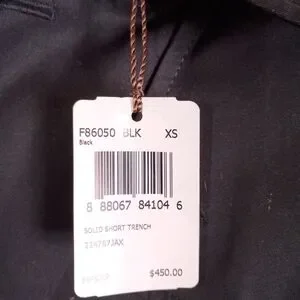 F86050 BLK XS
Black
8 88067 84104 6
SOLID SHORT TRENCH
$450.00